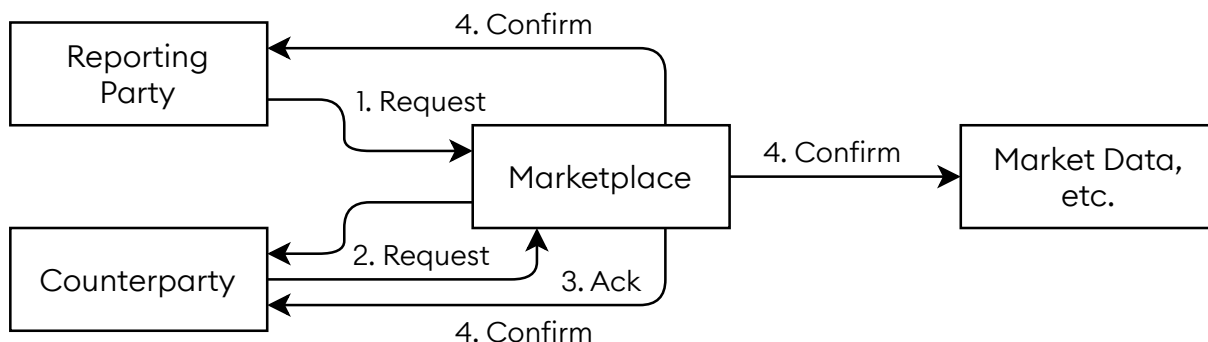 4. Confirm
Reporting
Party
1. Request
Marketplace
4. Confirm
Market Data,
etc.
2. Request
Counterparty
3. Ack
4. Confirm